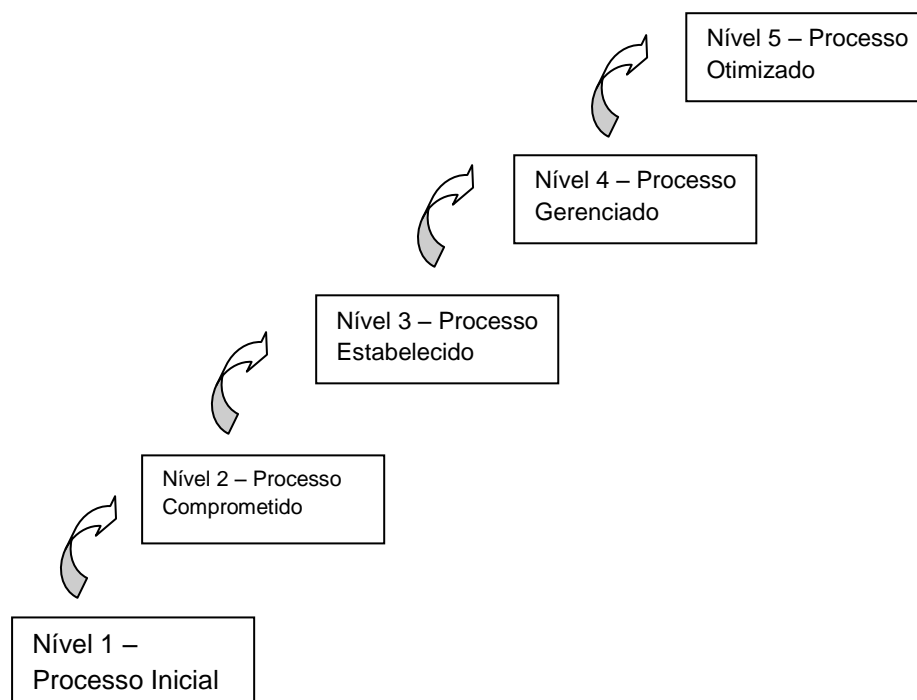 Nível 5 – Processo
Otimizado
Nível 4 – Processo
Gerenciado
Nível 3 – Processo
Estabelecido
Nível 2 – Processo
Comprometido
Nível 1 –
Processo Inicial